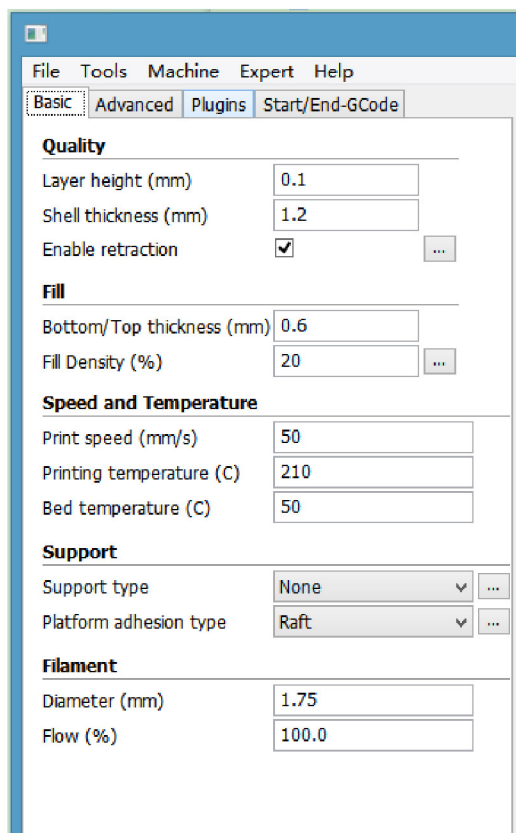 File Tools Machine Expert Help
Basic Advanced Plugins Start/End-GCode
Quality
Layer height (mm) 0.1
Shell thickness (mm) 1.2
Enable retraction ...
Fill
Bottom/Top thickness (mm) 0.6
Fill Density (%) 20 ...
Speed and Temperature
Print speed (mm/s) 50
Printing temperature (C) 210
Bed temperature (C) 50
Support
Support type None ...
Platform adhesion type Raft ...
Filament
Diameter (mm) 1.75
Flow (%) 100.0